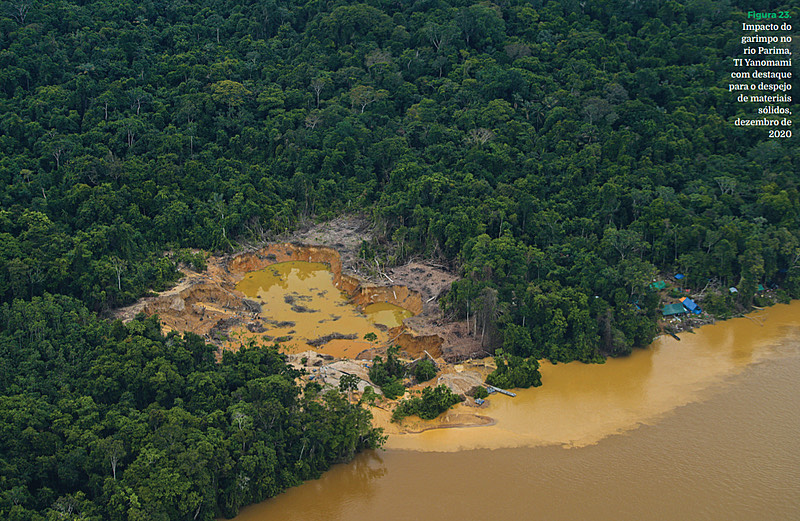 Figura 23.
Impacto do
garimpo no
rio Parima,
TI Yanomami
com destaque
para o despejo
de materiais
sólidos,
dezembro de
2020